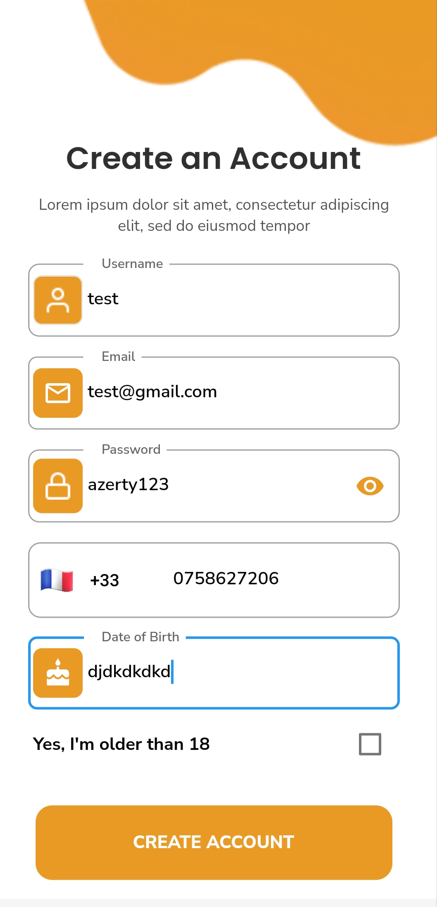 Create an Account
Lorem ipsum dolor sit amet, consectetur adipiscing
elit, sed do eiusmod tempor
Username
test
Email
test@gmail.com
Password
azerty123
+33 0758627206
Date of Birth
djdkdkdkd
Yes, I'm older than 18
CREATE ACCOUNT